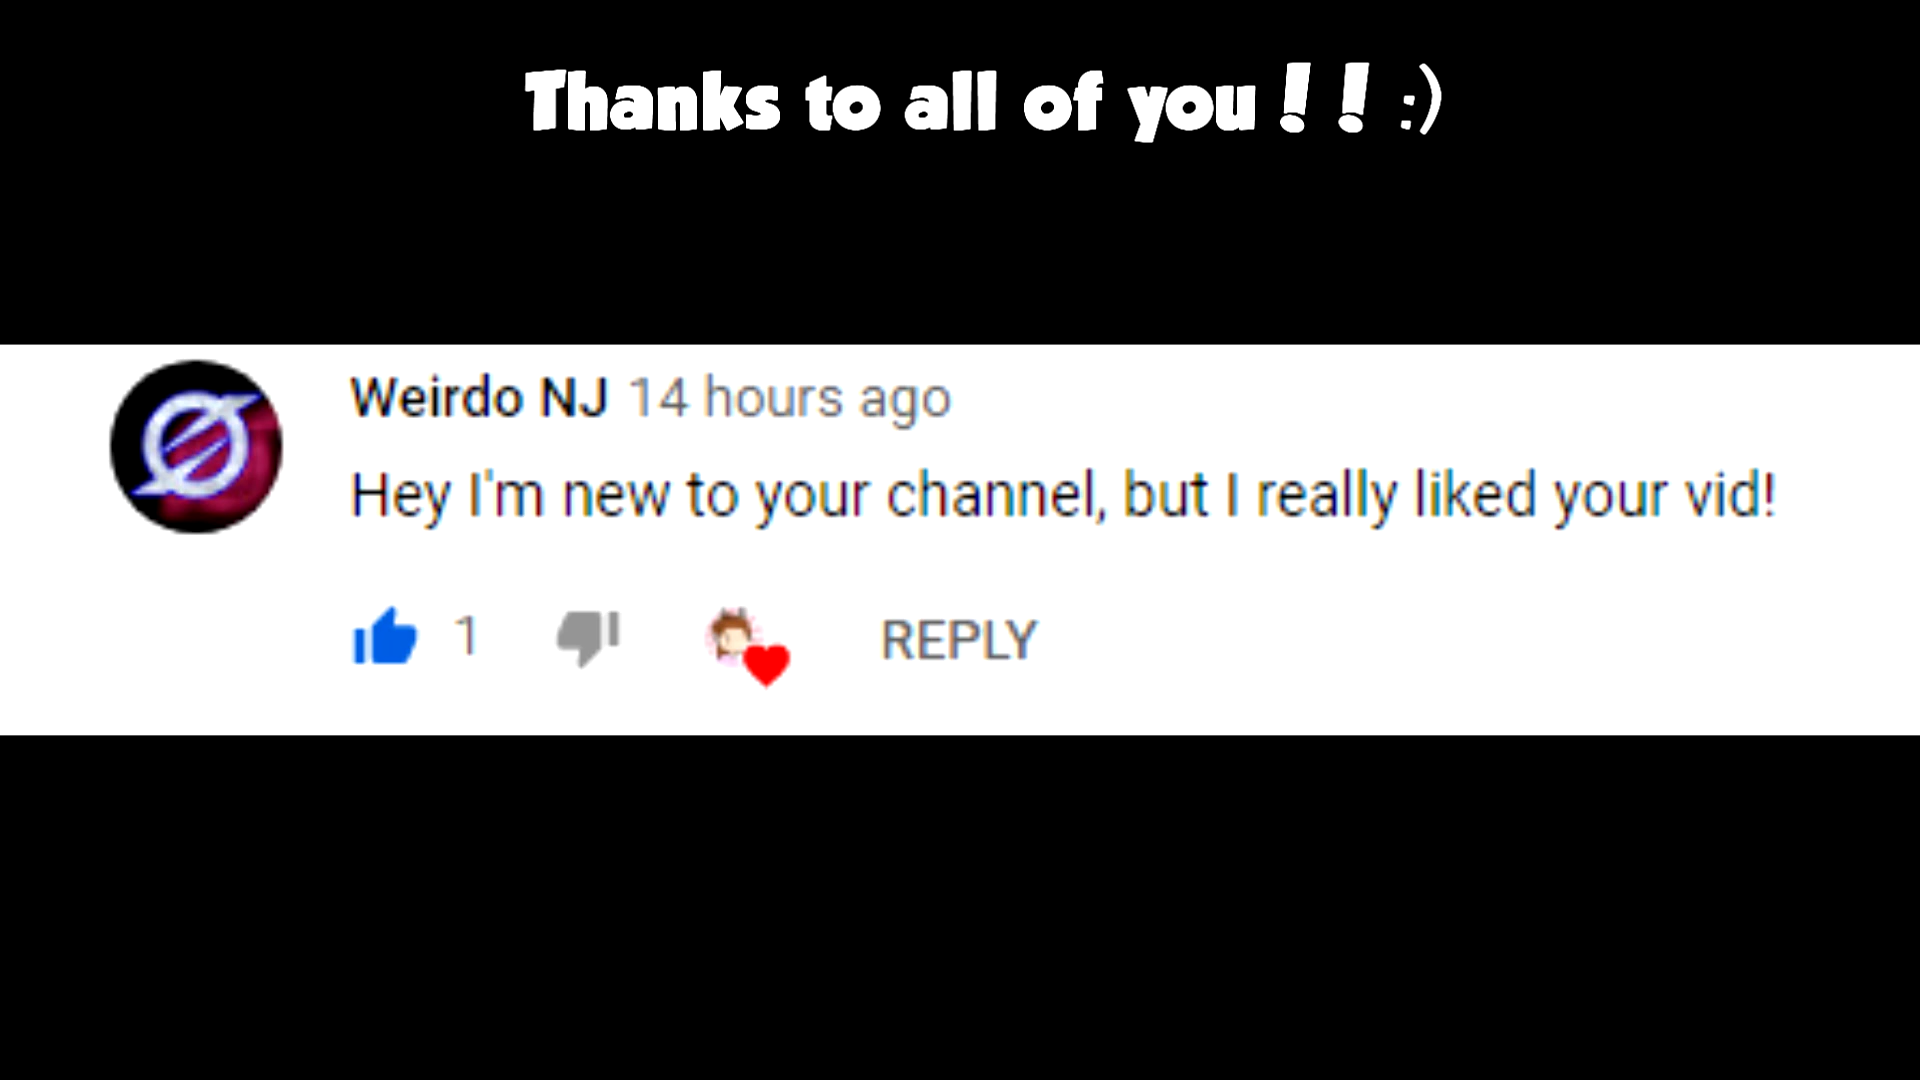 Thanks to all of you!! :)
Weirdo NJ 14 hours ago
Hey I'm new to your channel, but I really liked your vid!
1 REPLY